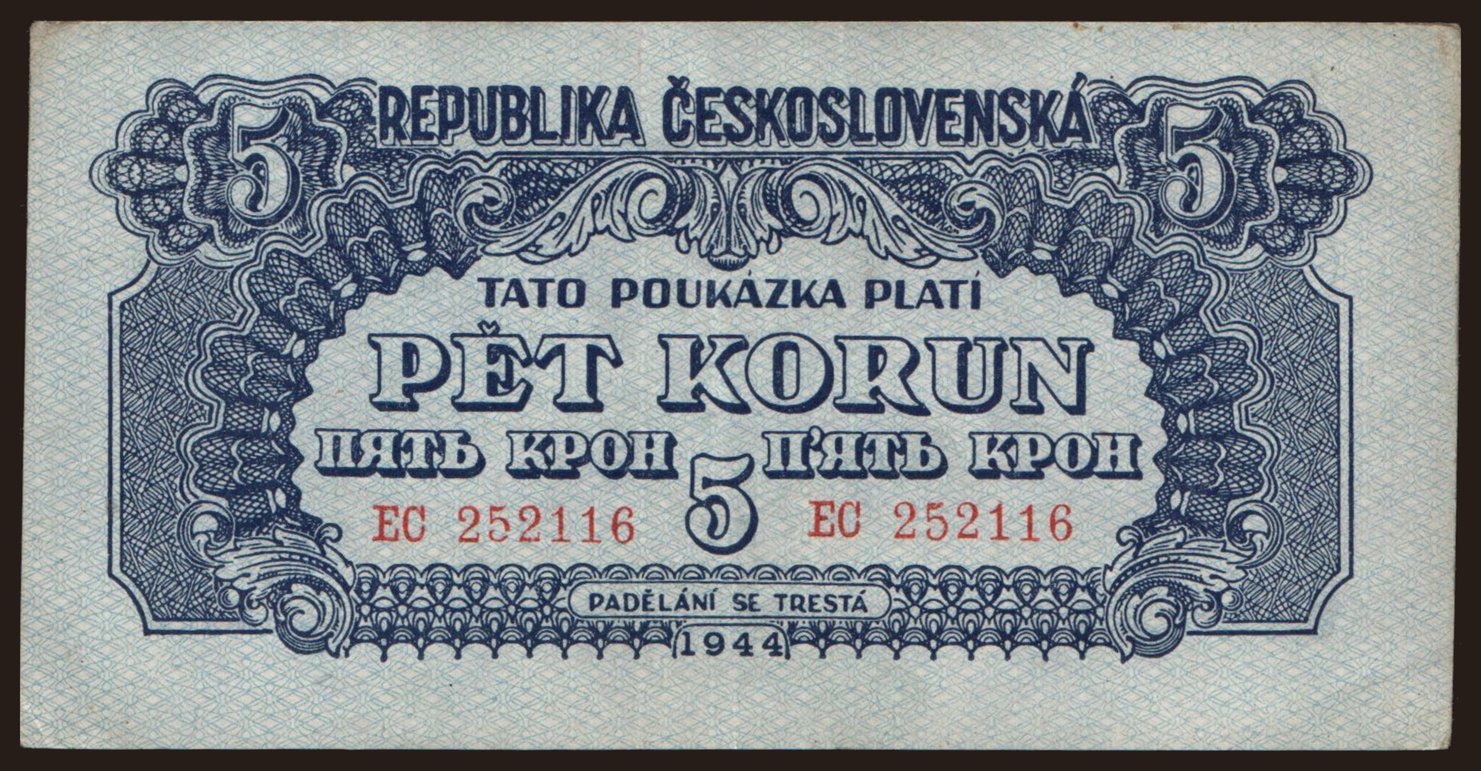 5 REPUBLIKA ČESKOSLOVENSKÁ 5
TATO POUKÁZKA PLATÍ
PĚT KORUN
ПЯТЬ КРОН 5 П'ЯТЬ КРОН
EC 252116 EC 252116
PADĚLÁNÍ SE TRESTÁ
1944